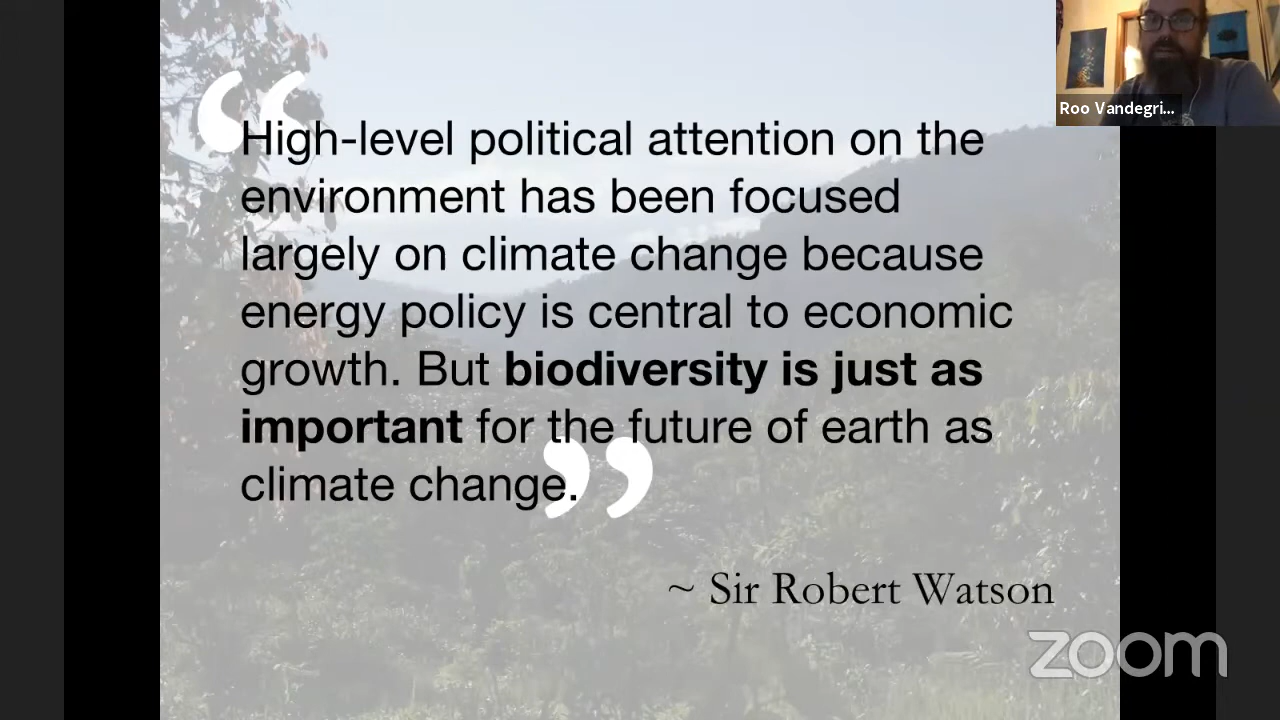 Roo Vandegri...
“High-level political attention on the
environment has been focused
largely on climate change because
energy policy is central to economic
growth. But biodiversity is just as
important for the future of earth as
climate change.”
~ Sir Robert Watson
zoom